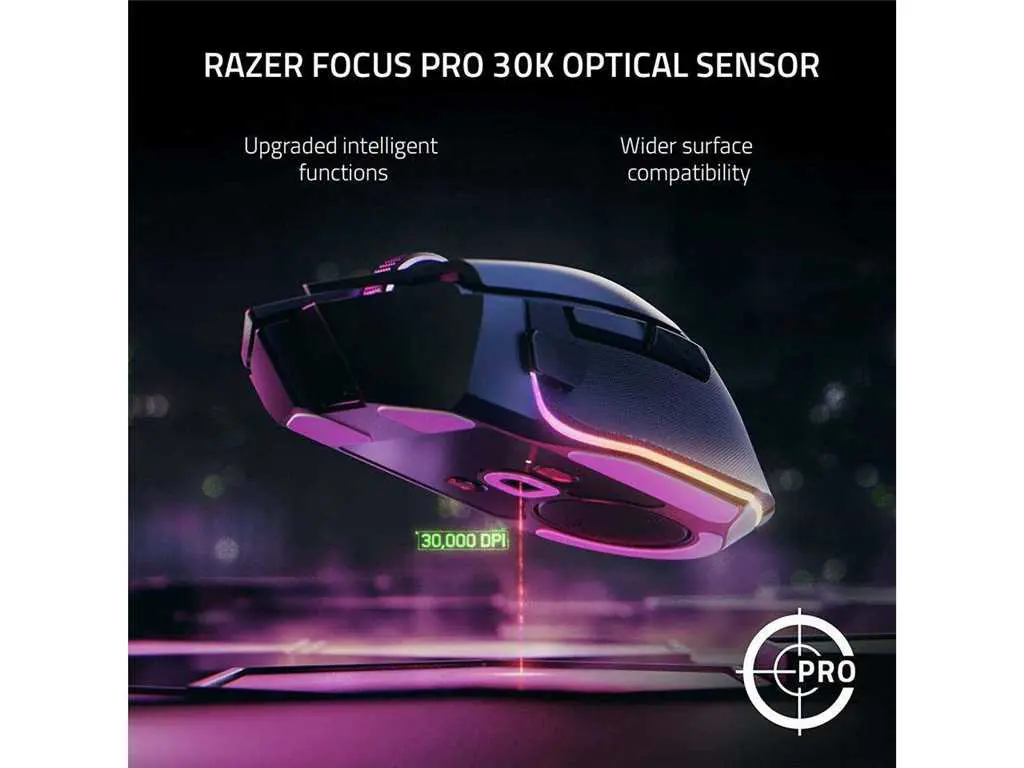 RAZER FOCUS PRO 30K OPTICAL SENSOR
Upgraded intelligent
functions
Wider surface
compatibility
30,000 DPI
PRO